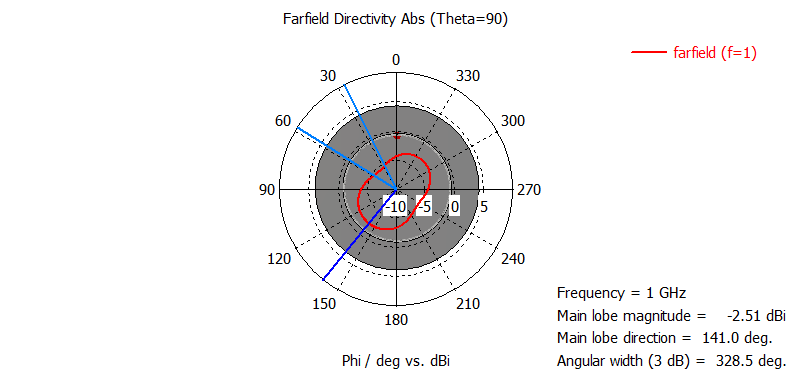 Farfield Directivity Abs (Theta=90)
farfield (f=1)
0
30
330
60
300
90
270
-10
-5
0
5
120
240
150
210
180
Frequency = 1 GHz
Main lobe magnitude = -2.51 dBi
Main lobe direction = 141.0 deg.
Angular width (3 dB) = 328.5 deg.
Phi / deg vs. dBi